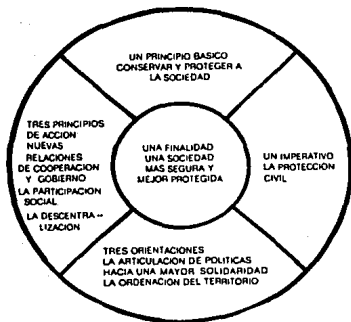 UN PRINCIPIO BASICO
CONSERVAR Y PROTEGER A
LA SOCIEDAD
TRES PRINCIPIOS
DE ACCION
NUEVAS
RELACIONES
DE COOPERACION
Y GOBIERNO
LA PARTICIPACION
SOCIAL
LA DESCENTRA-
LIZACION
UNA FINALIDAD
UNA SOCIEDAD
MAS SEGURA Y
MEJOR PROTEGIDA
UN IMPERATIVO
LA PROTECCION
CIVIL
TRES ORIENTACIONES
LA ARTICULACION DE POLITICAS
HACIA UNA MAYOR SOLIDARIDAD
LA ORDENACION DEL TERRITORIO